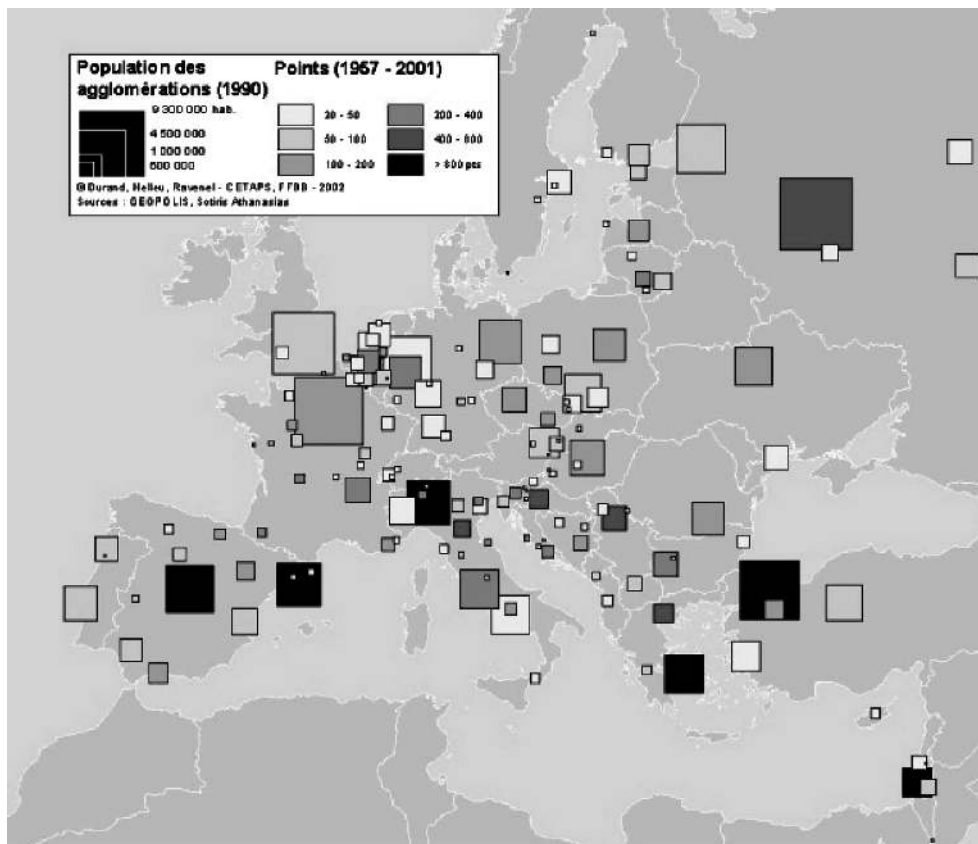 Population des
agglomérations (1990)
9 300 000 hab.
4 500 000
1 000 000
500 000
Points (1957 - 2001)
20 - 50
50 - 100
100 - 200
200 - 400
400 - 600
> 600 pts
©Durand, Helleu, Ravenel - CETAPS, FFBB - 2002
Sources : GEOPOLIS, Sotiris Athanasias